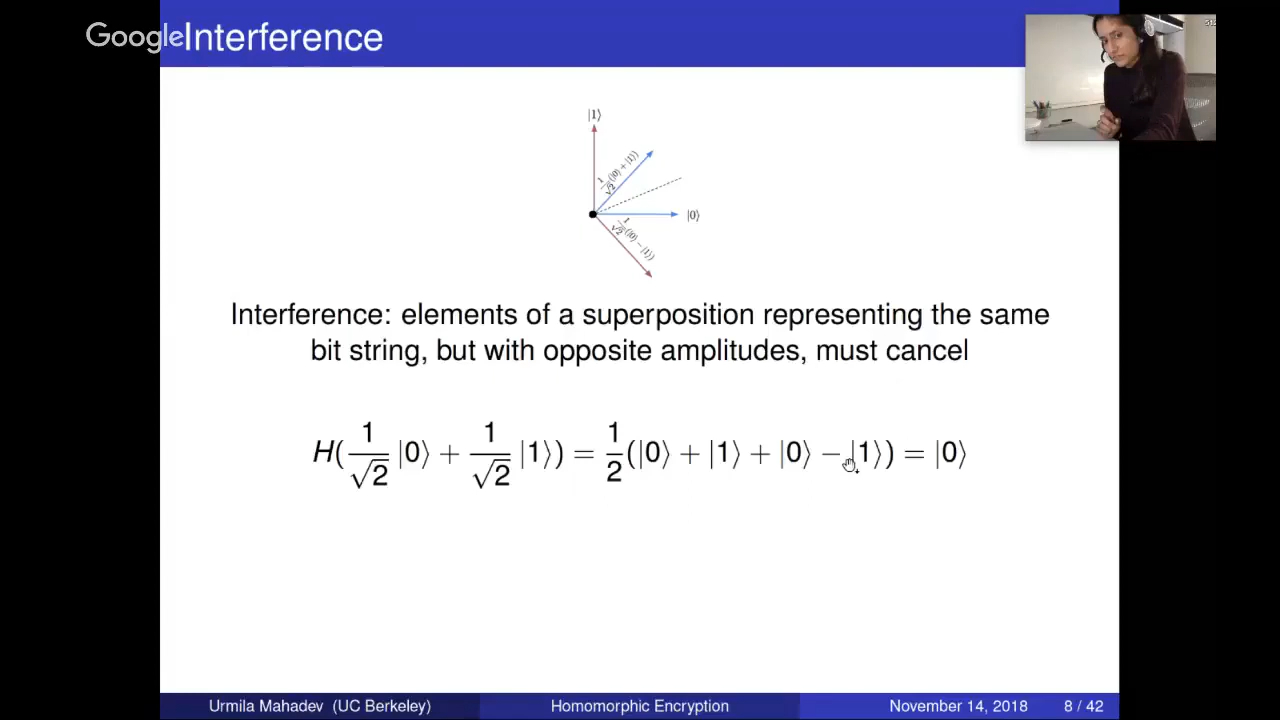 Google
Interference
|1⟩
1/√2(|0⟩ + |1⟩)
|0⟩
1/√2(|0⟩ − |1⟩)
Interference: elements of a superposition representing the same
bit string, but with opposite amplitudes, must cancel
H(1/√2 |0⟩ + 1/√2 |1⟩) = 1/2(|0⟩ + |1⟩ + |0⟩ − |1⟩) = |0⟩
Urmila Mahadev (UC Berkeley) Homomorphic Encryption November 14, 2018 8 / 42